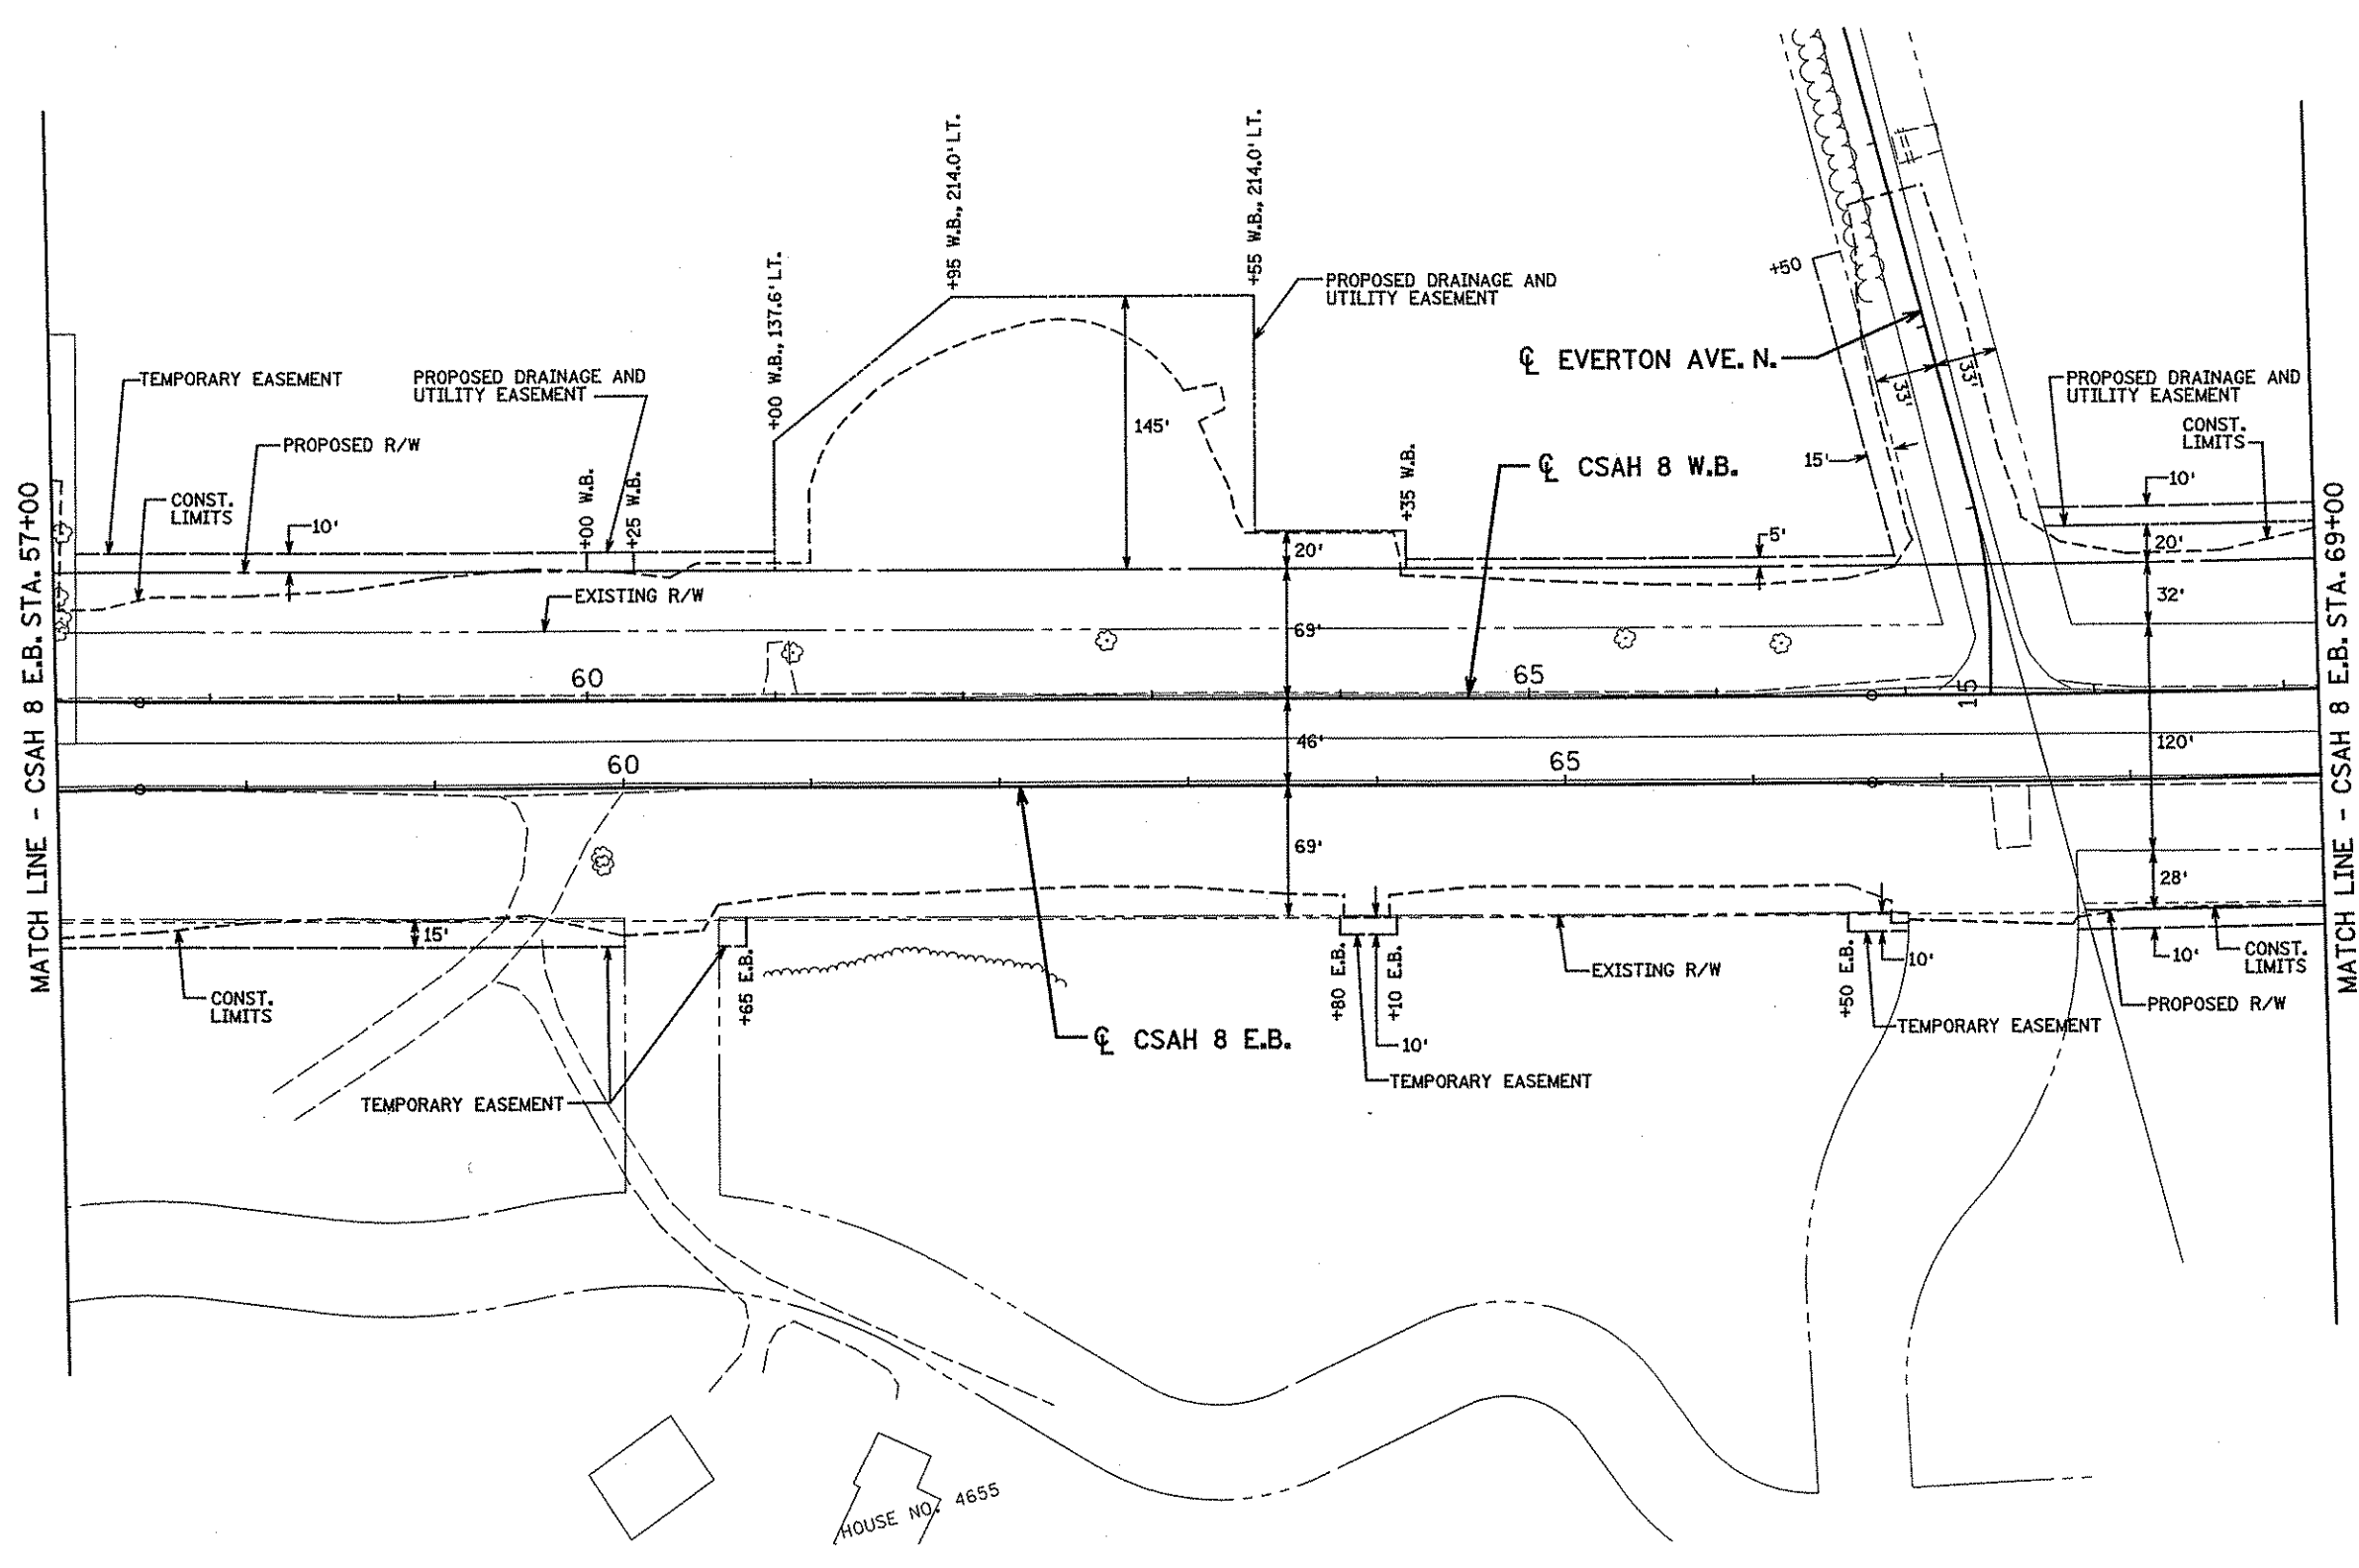 MATCH LINE - CSAH 8 E.B. STA. 57+00
TEMPORARY EASEMENT
PROPOSED R/W
CONST.
LIMITS
10'
PROPOSED DRAINAGE AND
UTILITY EASEMENT
+00 W.B.
+25 W.B.
+00 W.B., 137.6' LT.
+95 W.B., 214.0' LT.
+55 W.B., 214.0' LT.
PROPOSED DRAINAGE AND
UTILITY EASEMENT
145'
+35 W.B.
℄ EVERTON AVE. N.
℄ CSAH 8 W.B.
+50
33'
33'
15'
5'
20'
PROPOSED DRAINAGE AND
UTILITY EASEMENT
CONST.
LIMITS
10'
20'
32'
EXISTING R/W
69'
60
65
15
46'
120'
60
65
69'
28'
15'
CONST.
LIMITS
+65 E.B.
℄ CSAH 8 E.B.
TEMPORARY EASEMENT
+80 E.B.
+10 E.B.
10'
TEMPORARY EASEMENT
EXISTING R/W
+50 E.B.
10'
TEMPORARY EASEMENT
10'
CONST.
LIMITS
PROPOSED R/W
HOUSE NO. 4655
MATCH LINE - CSAH 8 E.B. STA. 69+00